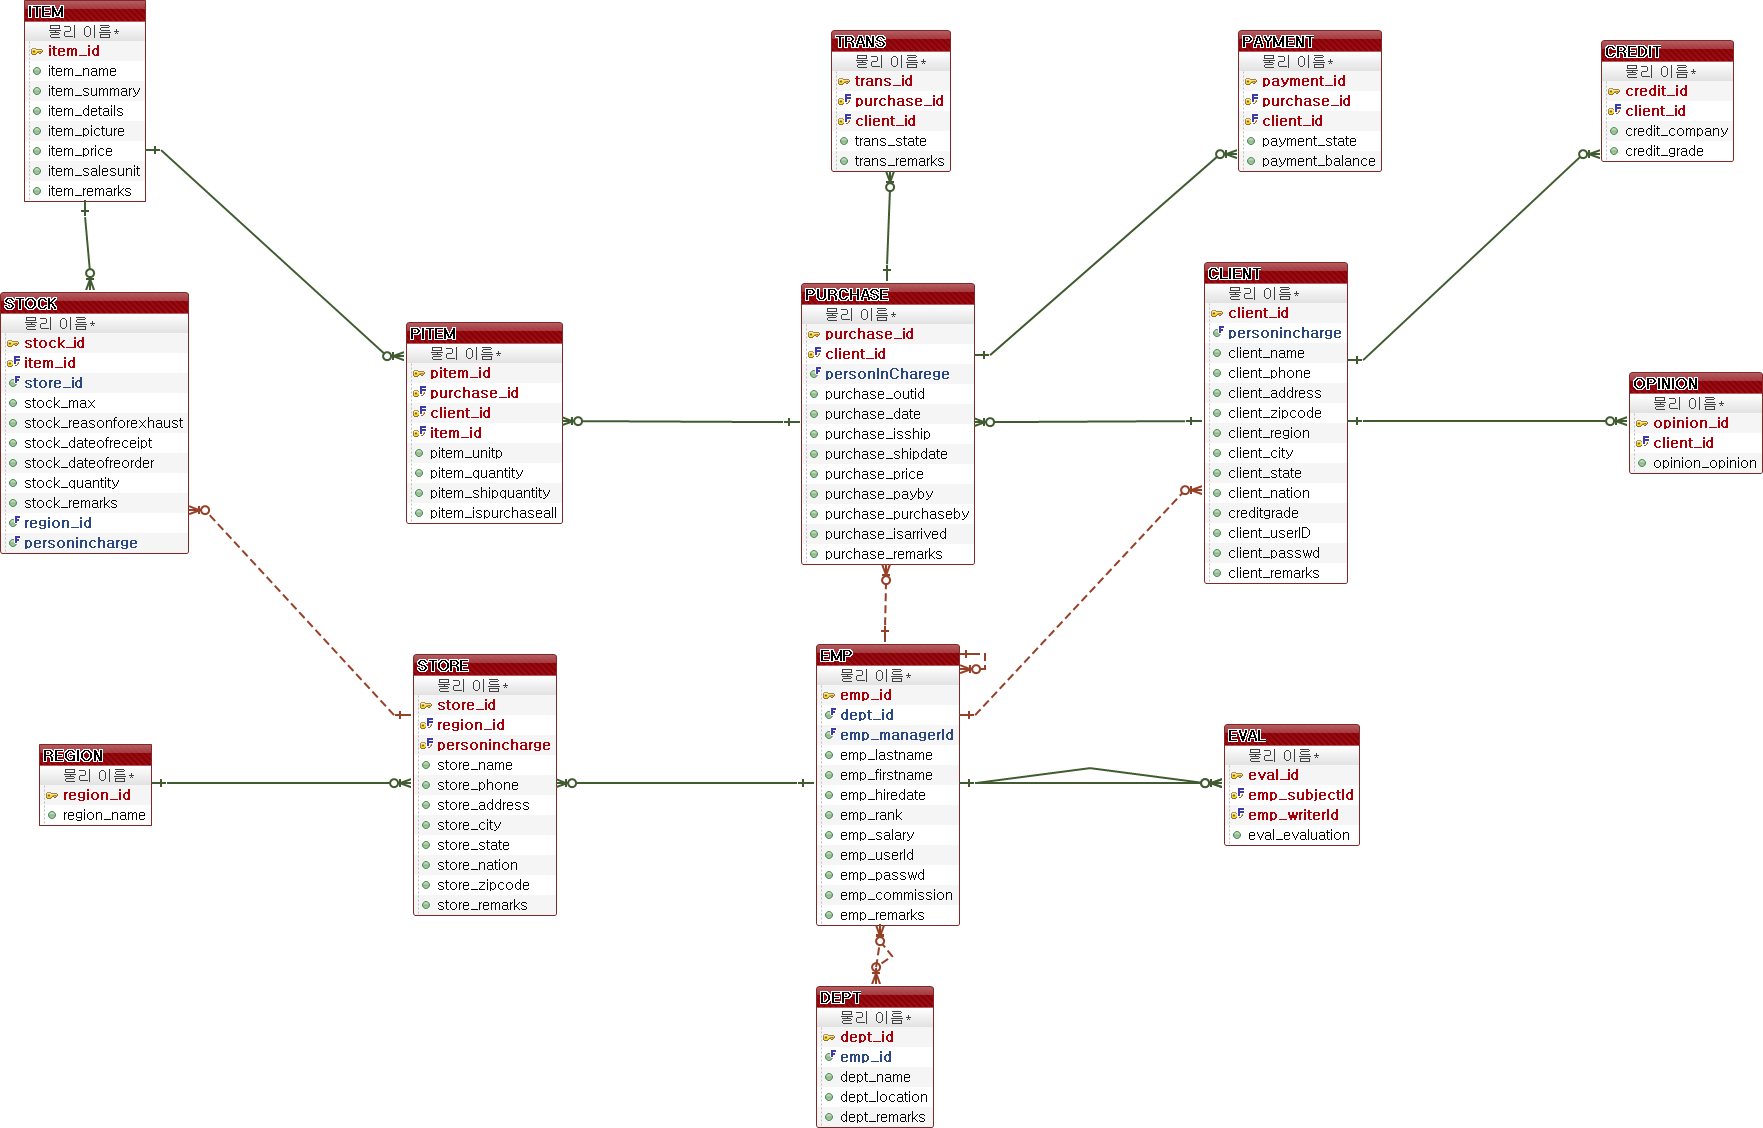 ITEM
물리 이름*
item_id
item_name
item_summary
item_details
item_picture
item_price
item_salesunit
item_remarks
TRANS
물리 이름*
trans_id
purchase_id
client_id
trans_state
trans_remarks
PAYMENT
물리 이름*
payment_id
purchase_id
client_id
payment_state
payment_balance
CREDIT
물리 이름*
credit_id
client_id
credit_company
credit_grade
STOCK
물리 이름*
stock_id
item_id
store_id
stock_max
stock_reasonforexhaust
stock_dateofreceipt
stock_dateofreorder
stock_quantity
stock_remarks
region_id
personincharge
PITEM
물리 이름*
pitem_id
purchase_id
client_id
item_id
pitem_unitp
pitem_quantity
pitem_shipquantity
pitem_ispurchaseall
PURCHASE
물리 이름*
purchase_id
client_id
personInCharege
purchase_outid
purchase_date
purchase_isship
purchase_shipdate
purchase_price
purchase_payby
purchase_purchaseby
purchase_isarrived
purchase_remarks
CLIENT
물리 이름*
client_id
personincharge
client_name
client_phone
client_address
client_zipcode
client_region
client_city
client_state
client_nation
creditgrade
client_userID
client_passwd
client_remarks
OPINION
물리 이름*
opinion_id
client_id
opinion_opinion
STORE
물리 이름*
store_id
region_id
personincharge
store_name
store_phone
store_address
store_city
store_state
store_nation
store_zipcode
store_remarks
REGION
물리 이름*
region_id
region_name
EMP
물리 이름*
emp_id
dept_id
emp_managerId
emp_lastname
emp_firstname
emp_hiredate
emp_rank
emp_salary
emp_userId
emp_passwd
emp_commission
emp_remarks
EVAL
물리 이름*
eval_id
emp_subjectId
emp_writerId
eval_evaluation
DEPT
물리 이름*
dept_id
emp_id
dept_name
dept_location
dept_remarks